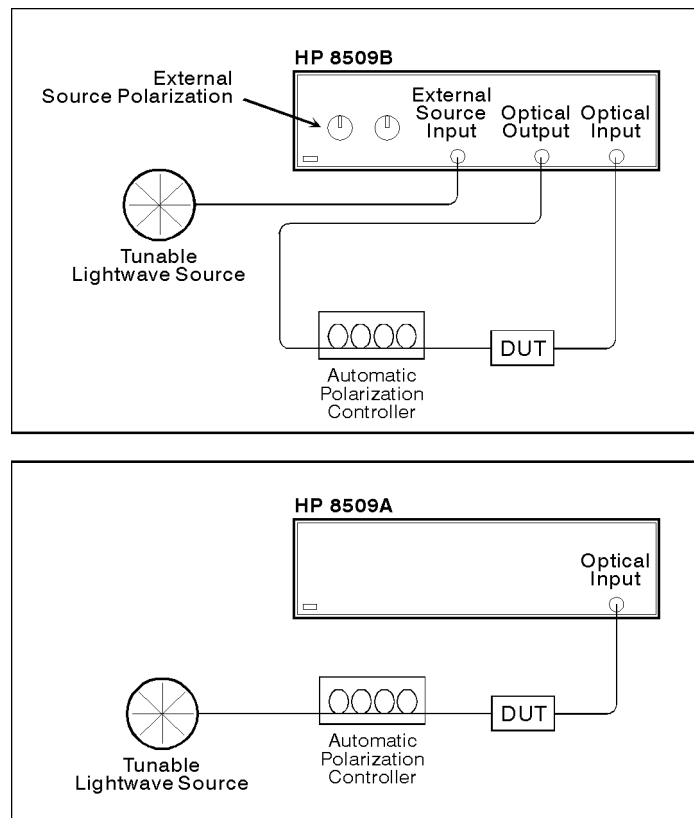 HP 8509B
External
Source Polarization
External
Source
Input
Optical
Output
Optical
Input
Tunable
Lightwave Source
DUT
Automatic
Polarization
Controller
HP 8509A
Optical
Input
DUT
Tunable
Lightwave Source
Automatic
Polarization
Controller